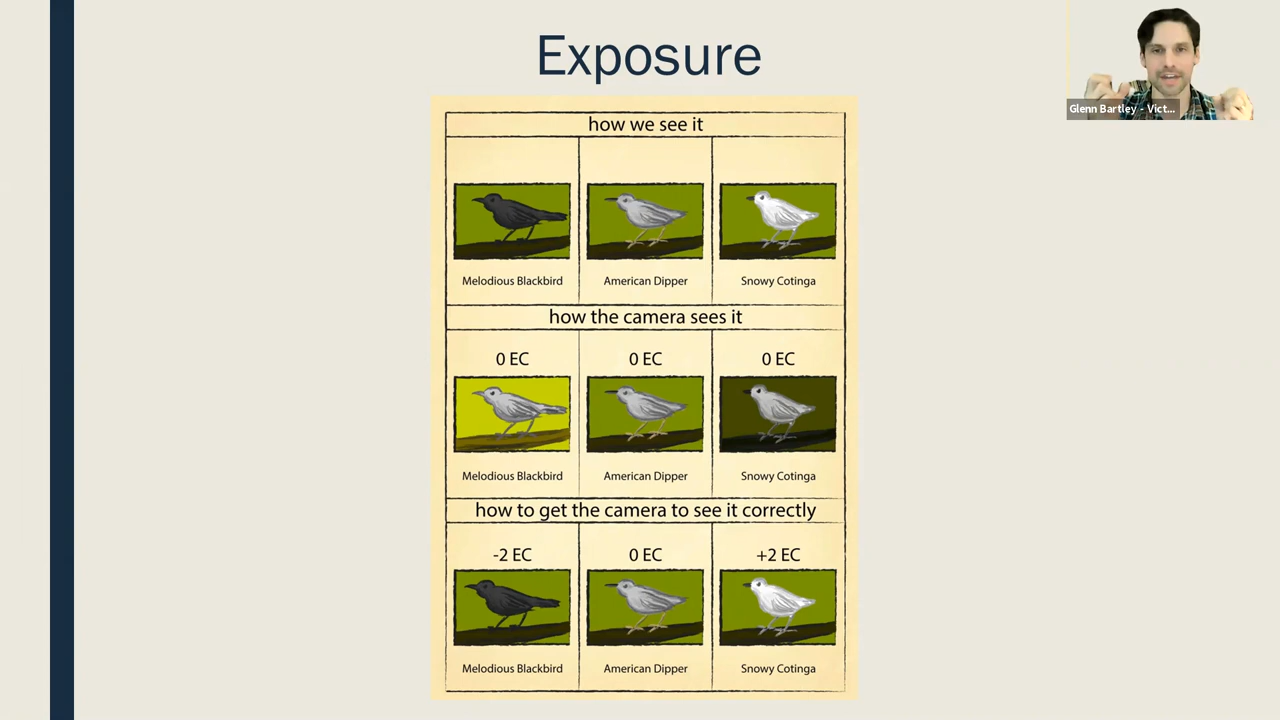 Exposure
Glenn Bartley - Vict...
how we see it
Melodious Blackbird American Dipper Snowy Cotinga
how the camera sees it
0 EC 0 EC 0 EC
Melodious Blackbird American Dipper Snowy Cotinga
how to get the camera to see it correctly
-2 EC 0 EC +2 EC
Melodious Blackbird American Dipper Snowy Cotinga